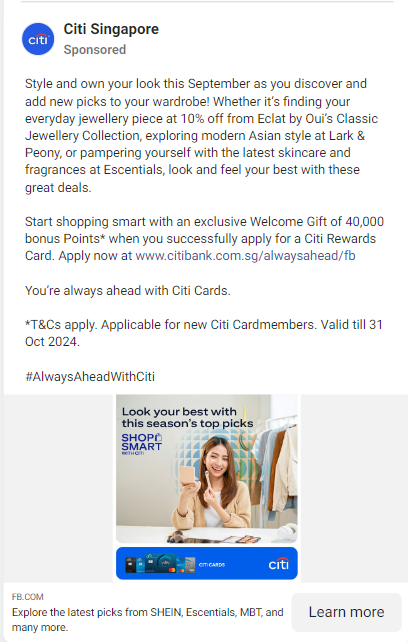 citi
Citi Singapore
Sponsored
Style and own your look this September as you discover and
add new picks to your wardrobe! Whether it's finding your
everyday jewellery piece at 10% off from Eclat by Oui's Classic
Jewellery Collection, exploring modern Asian style at Lark &
Peony, or pampering yourself with the latest skincare and
fragrances at Escentials, look and feel your best with these
great deals.
Start shopping smart with an exclusive Welcome Gift of 40,000
bonus Points* when you successfully apply for a Citi Rewards
Card. Apply now at www.citibank.com.sg/alwaysahead/fb
You're always ahead with Citi Cards.
*T&Cs apply. Applicable for new Citi Cardmembers. Valid till 31
Oct 2024.
#AlwaysAheadWithCiti
Look your best with
this season's top picks
SHOP
SMART
WITH CITI
CITI CARDS
citi
FB.COM
Explore the latest picks from SHEIN, Escentials, MBT, and
many more.
Learn more